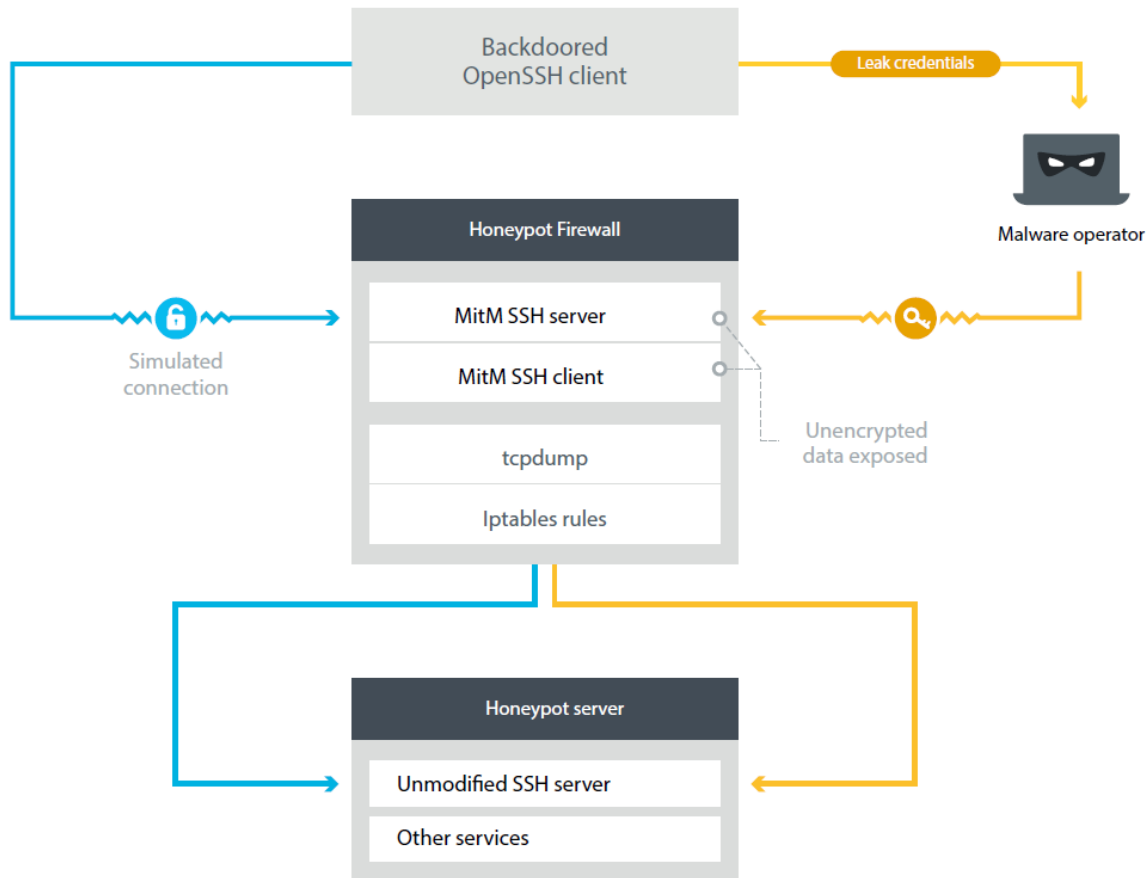 Backdoored
OpenSSH client
Leak credentials
Malware operator
Honeypot Firewall
MitM SSH server
MitM SSH client
Simulated
connection
Unencrypted
data exposed
tcpdump
Iptables rules
Honeypot server
Unmodified SSH server
Other services